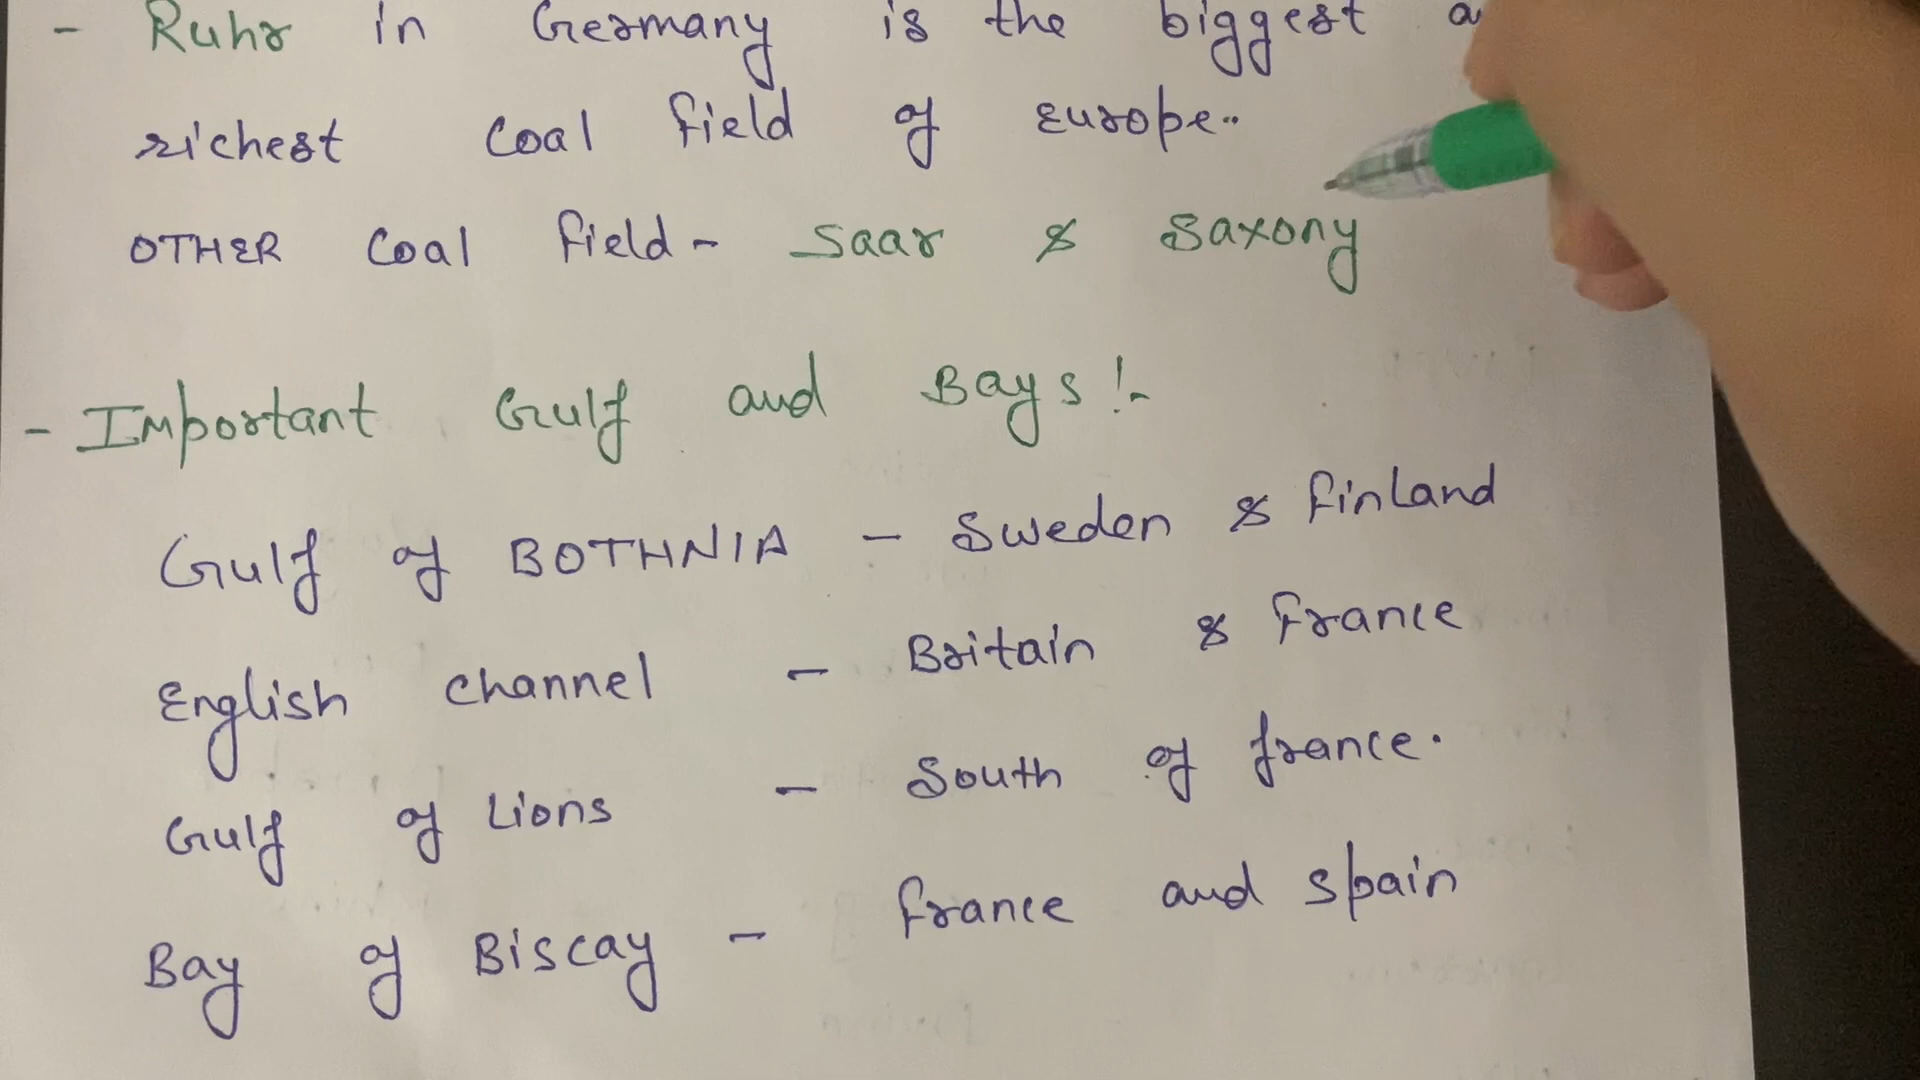 - Ruhr in Germany is the biggest a
richest coal field of Europe..
OTHER coal field - Saar & Saxony
- Important Gulf and Bays !-
Gulf of BOTHNIA - Sweden & Finland
English channel - Britain & France
Gulf of Lions - South of france.
Bay of Biscay - France and spain